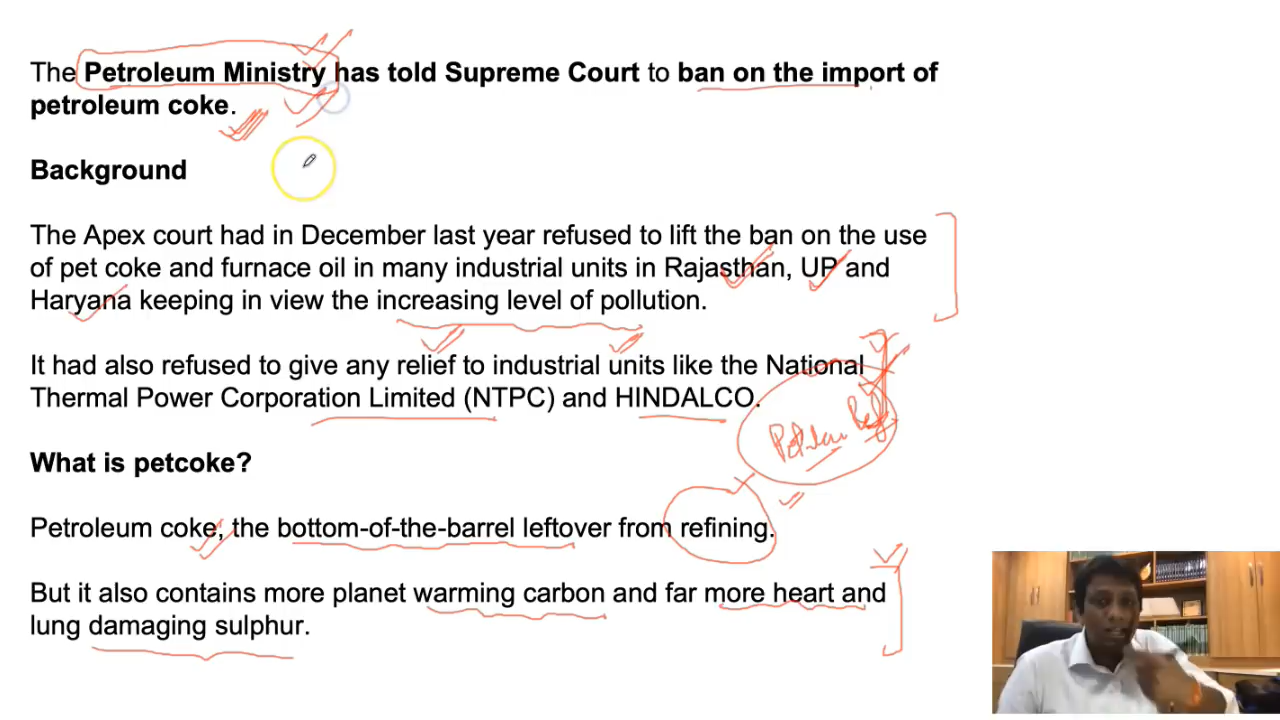 The Petroleum Ministry has told Supreme Court to ban on the import of
petroleum coke.
Background
The Apex court had in December last year refused to lift the ban on the use
of pet coke and furnace oil in many industrial units in Rajasthan, UP and
Haryana keeping in view the increasing level of pollution.
It had also refused to give any relief to industrial units like the National
Thermal Power Corporation Limited (NTPC) and HINDALCO.
What is petcoke?
Petroleum coke, the bottom-of-the-barrel leftover from refining.
But it also contains more planet warming carbon and far more heart and
lung damaging sulphur.